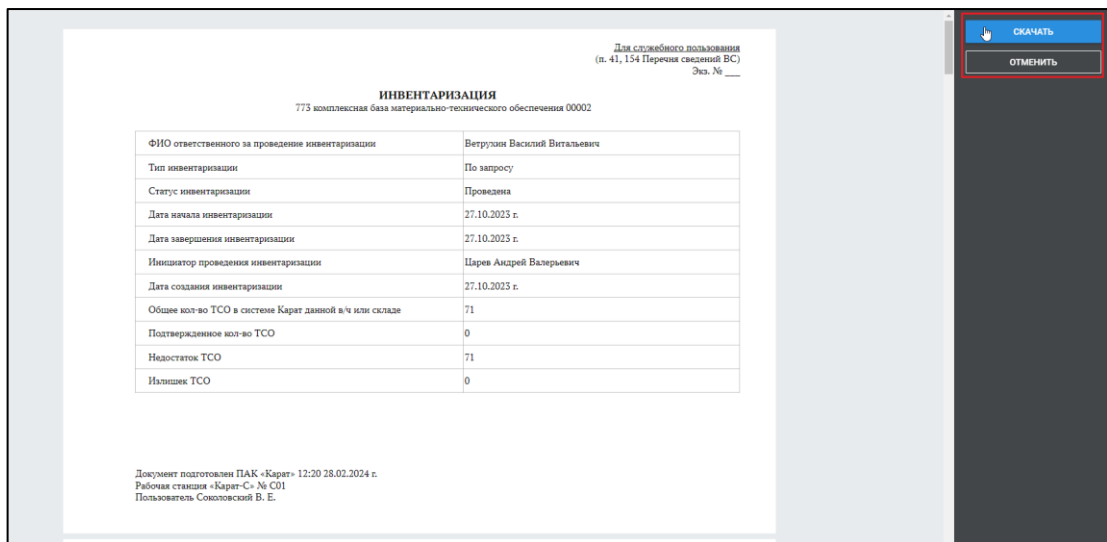 Для служебного пользования
(п. 41, 154 Перечня сведений ВС)
Экз. № ___
ИНВЕНТАРИЗАЦИЯ
773 комплексная база материально-технического обеспечения 00002
ФИО ответственного за проведение инвентаризации Ветрухин Василий Витальевич
Тип инвентаризации По запросу
Статус инвентаризации Проведена
Дата начала инвентаризации 27.10.2023 г.
Дата завершения инвентаризации 27.10.2023 г.
Инициатор проведения инвентаризации Царев Андрей Валерьевич
Дата создания инвентаризации 27.10.2023 г.
Общее кол-во ТСО в системе Карат данной в/ч или складе 71
Подтвержденное кол-во ТСО 0
Недостаток ТСО 71
Излишек ТСО 0
Документ подготовлен ПАК «Карат» 12:20 28.02.2024 г.
Рабочая станция «Карат-С» № С01
Пользователь Соколовский В. Е.
СКАЧАТЬ
ОТМЕНИТЬ